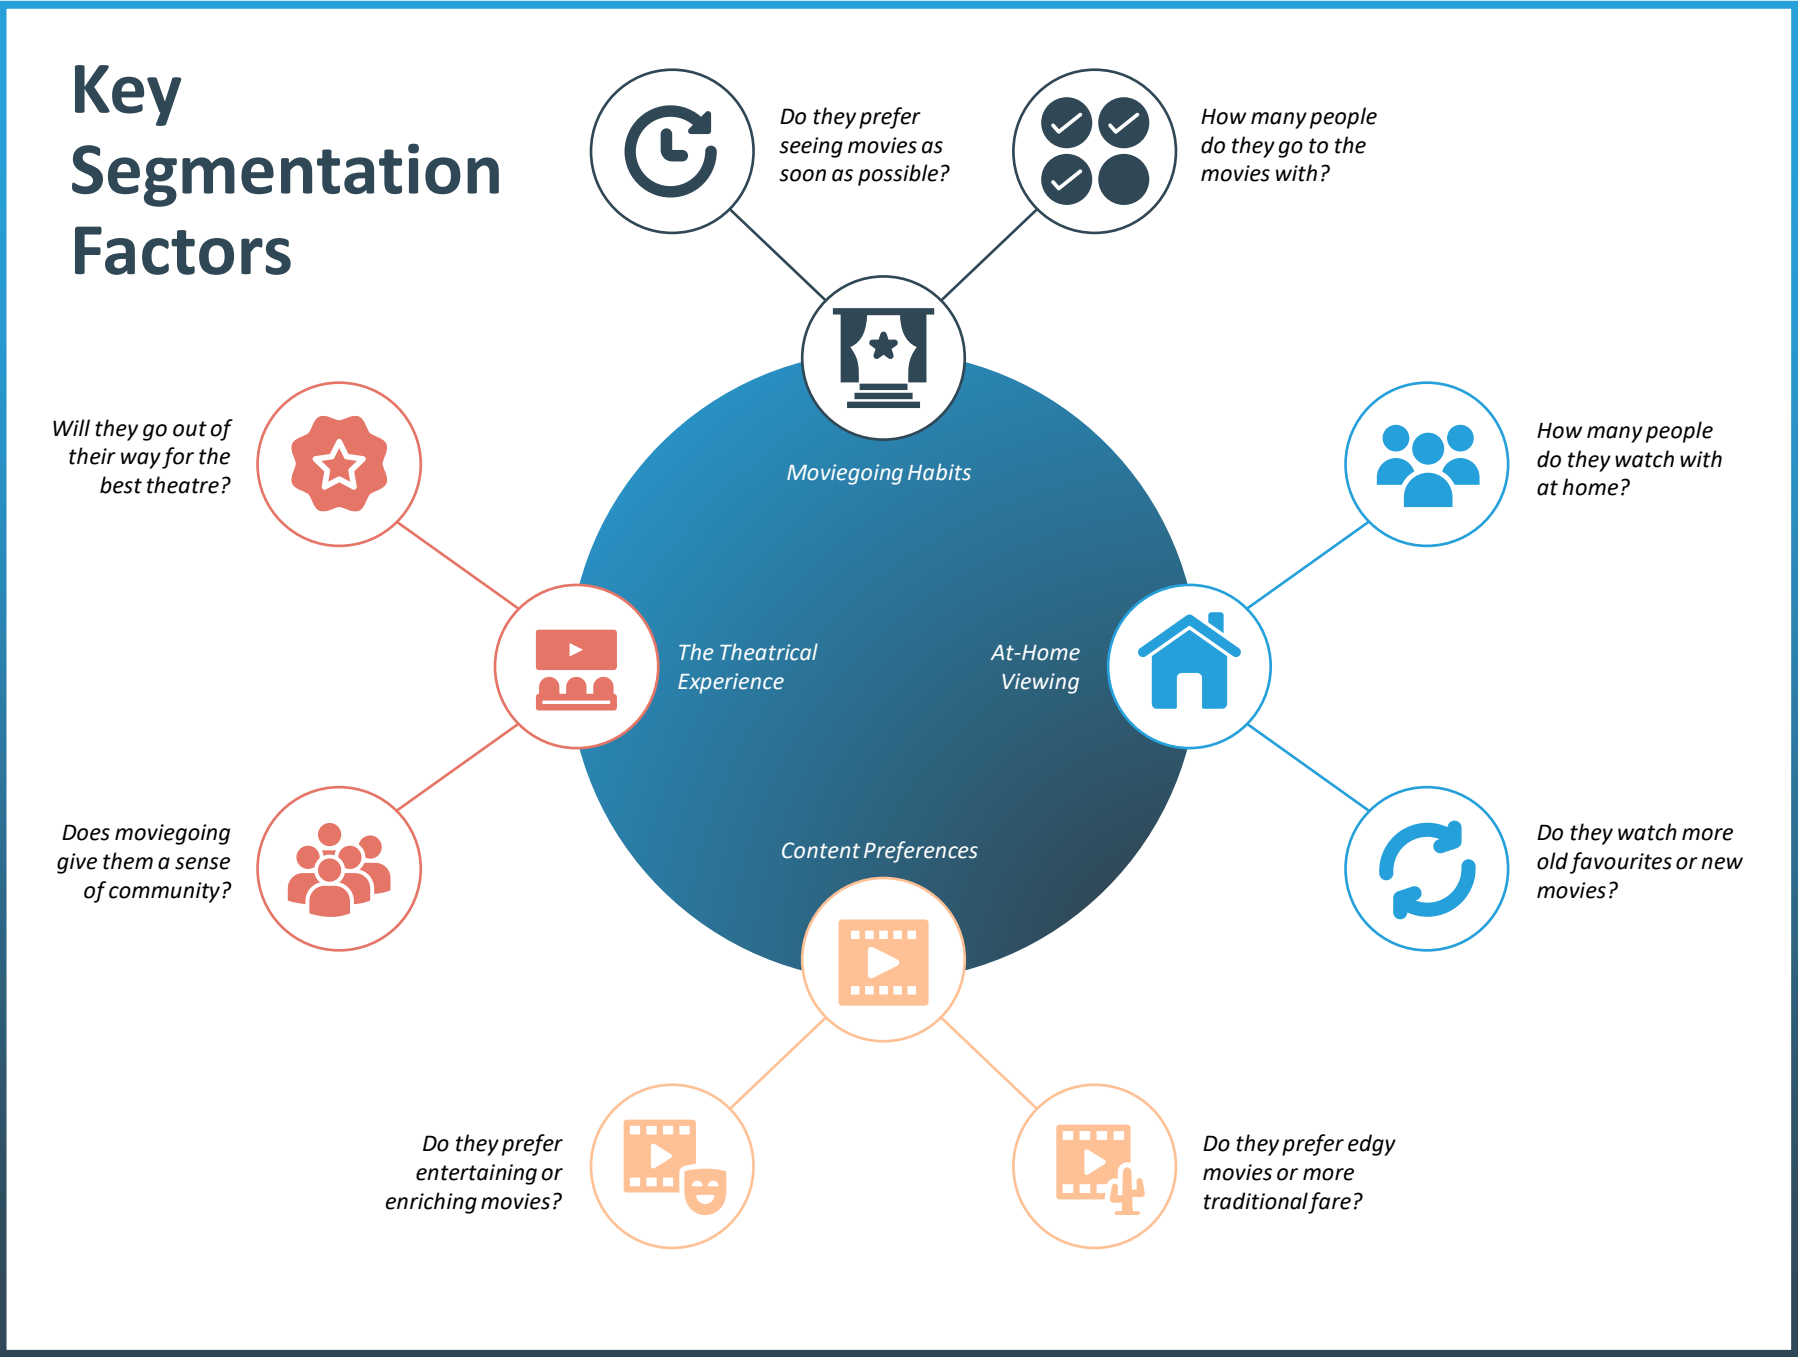 Key
Segmentation
Factors
Do they prefer
seeing movies as
soon as possible?
How many people
do they go to the
movies with?
Moviegoing Habits
Will they go out of
their way for the
best theatre?
How many people
do they watch with
at home?
The Theatrical
Experience
At-Home
Viewing
Does moviegoing
give them a sense
of community?
Do they watch more
old favourites or new
movies?
Content Preferences
Do they prefer
entertaining or
enriching movies?
Do they prefer edgy
movies or more
traditional fare?